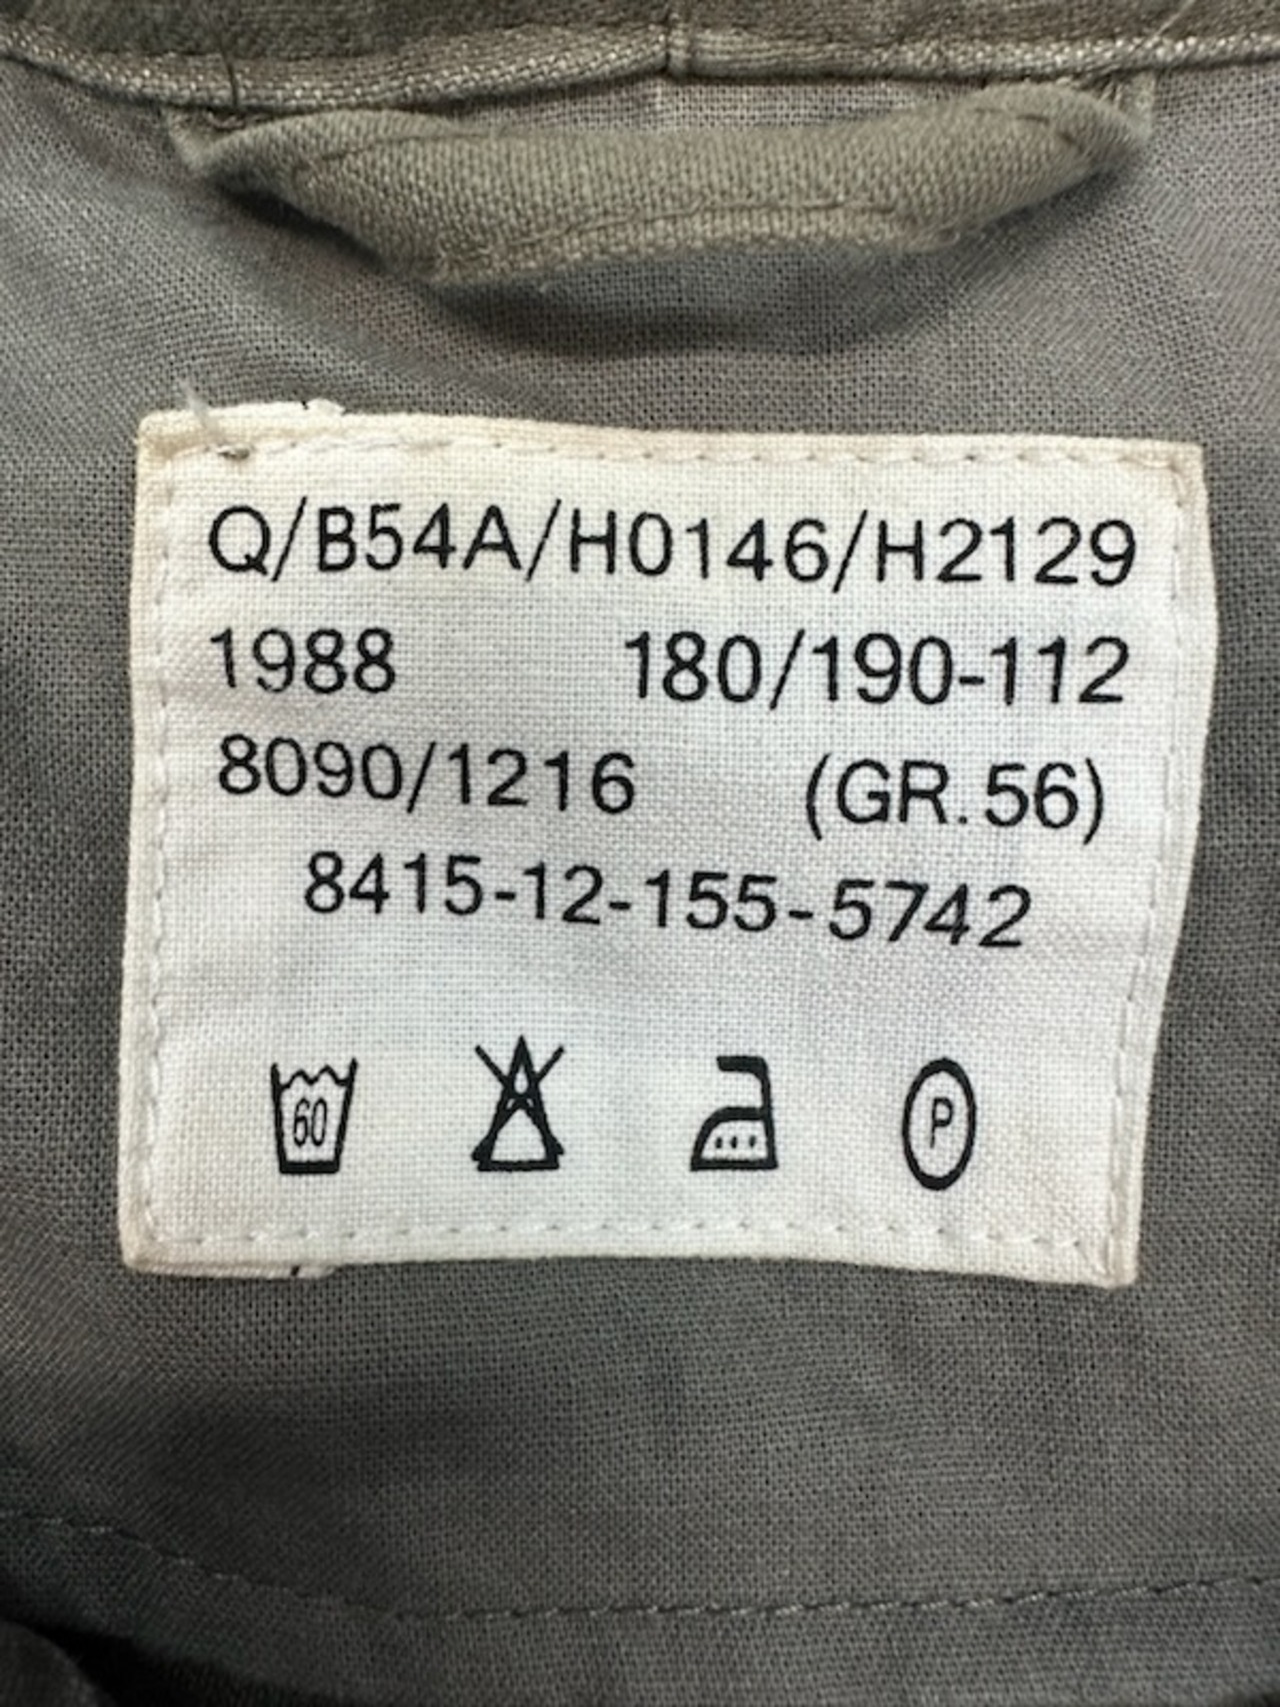 Q/B54A/H0146/H2129
1988 180/190-112
8090/1216 (GR.56)
8415-12-155-5742
60 P